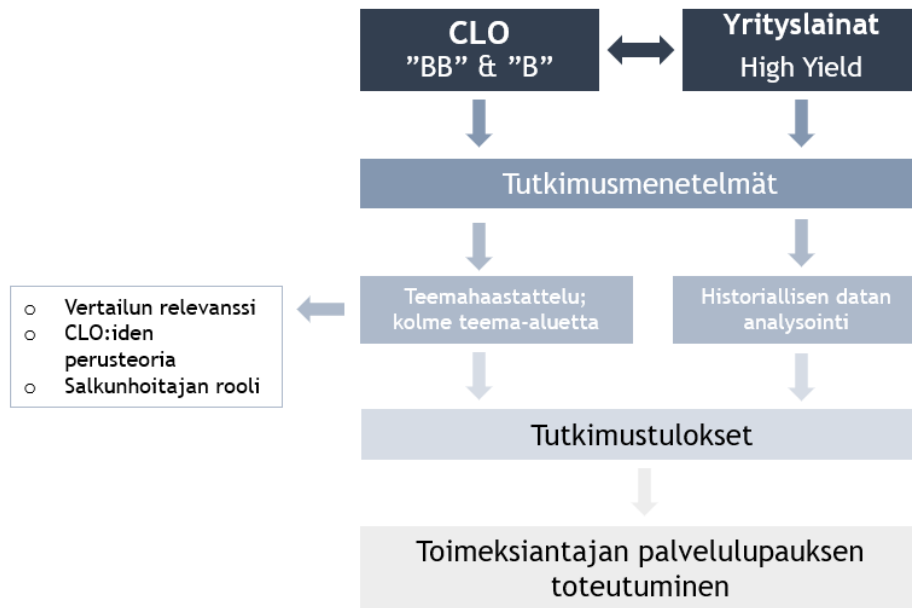 CLO
”BB” & ”B”
Yrityslainat
High Yield
Tutkimusmenetelmät
Teemahaastattelu;
kolme teema-aluetta
Historiallisen datan
analysointi
o Vertailun relevanssi
o CLO:iden
perusteoria
o Salkunhoitajan rooli
Tutkimustulokset
Toimeksiantajan palvelulupauksen
toteutuminen